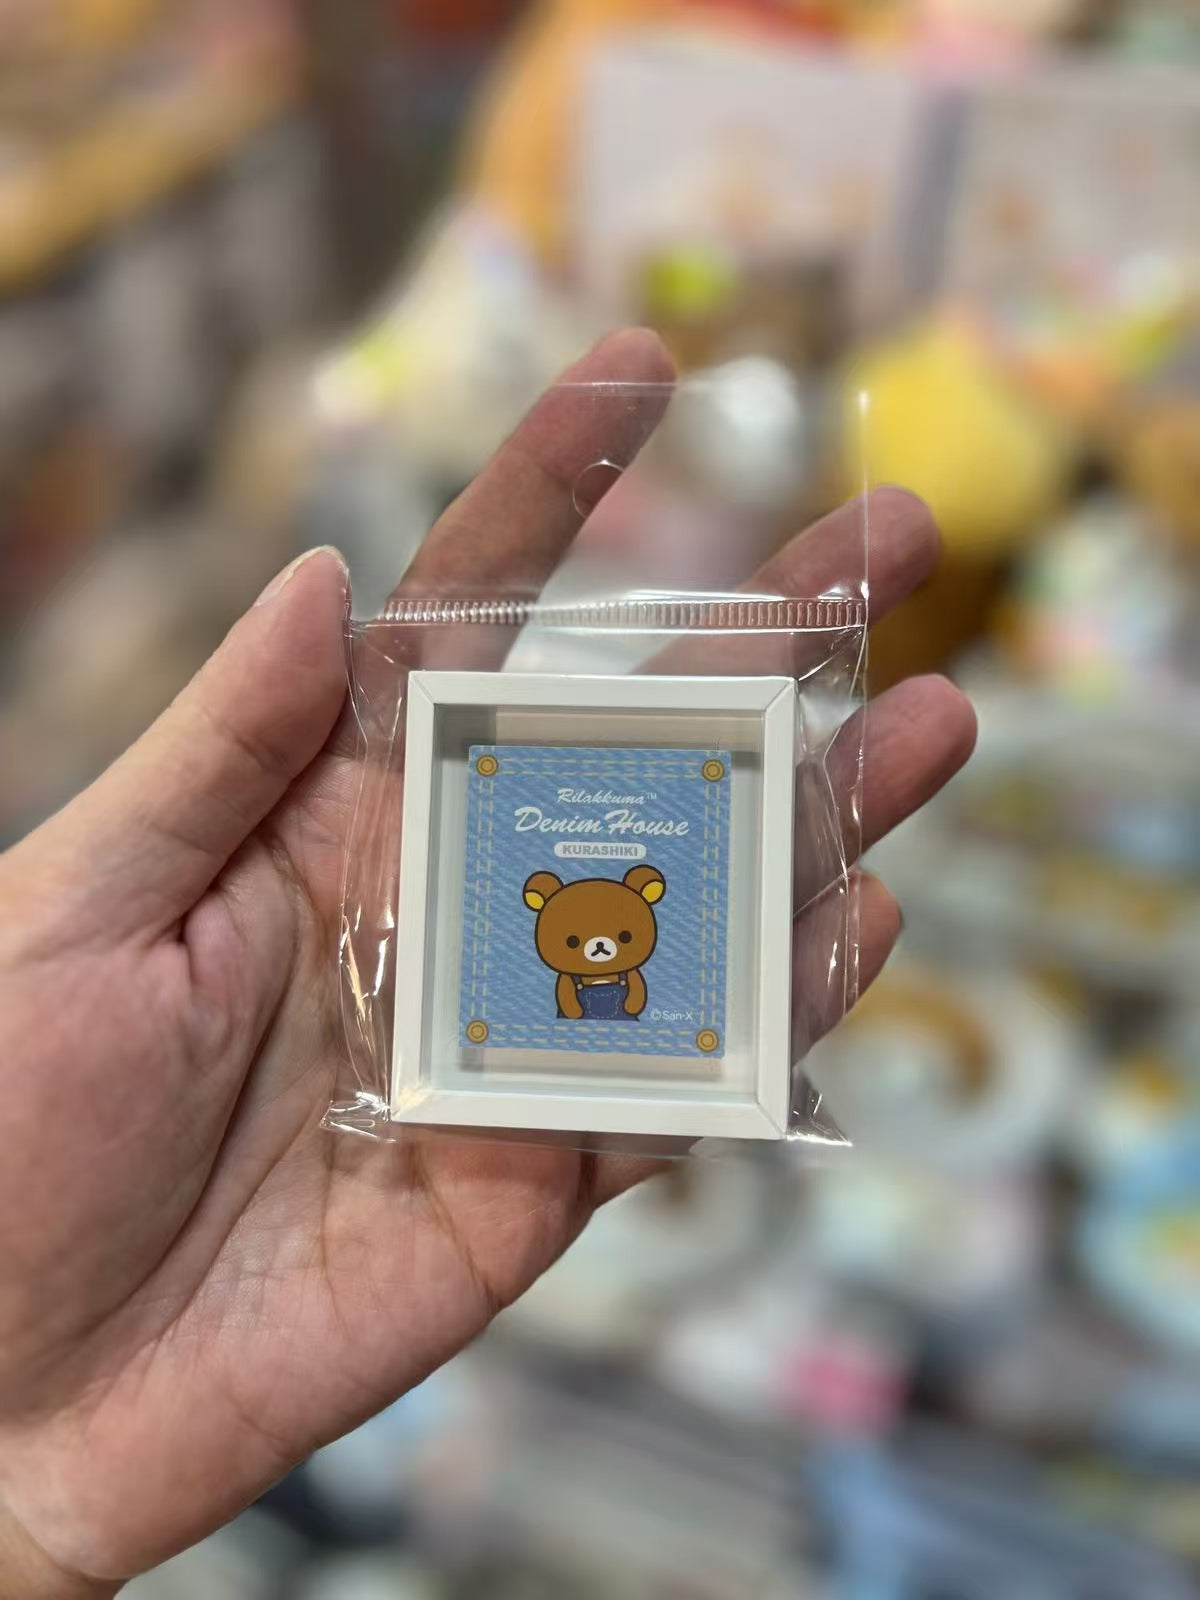 Rilakkuma™
Denim House
KURASHIKI
©San-X